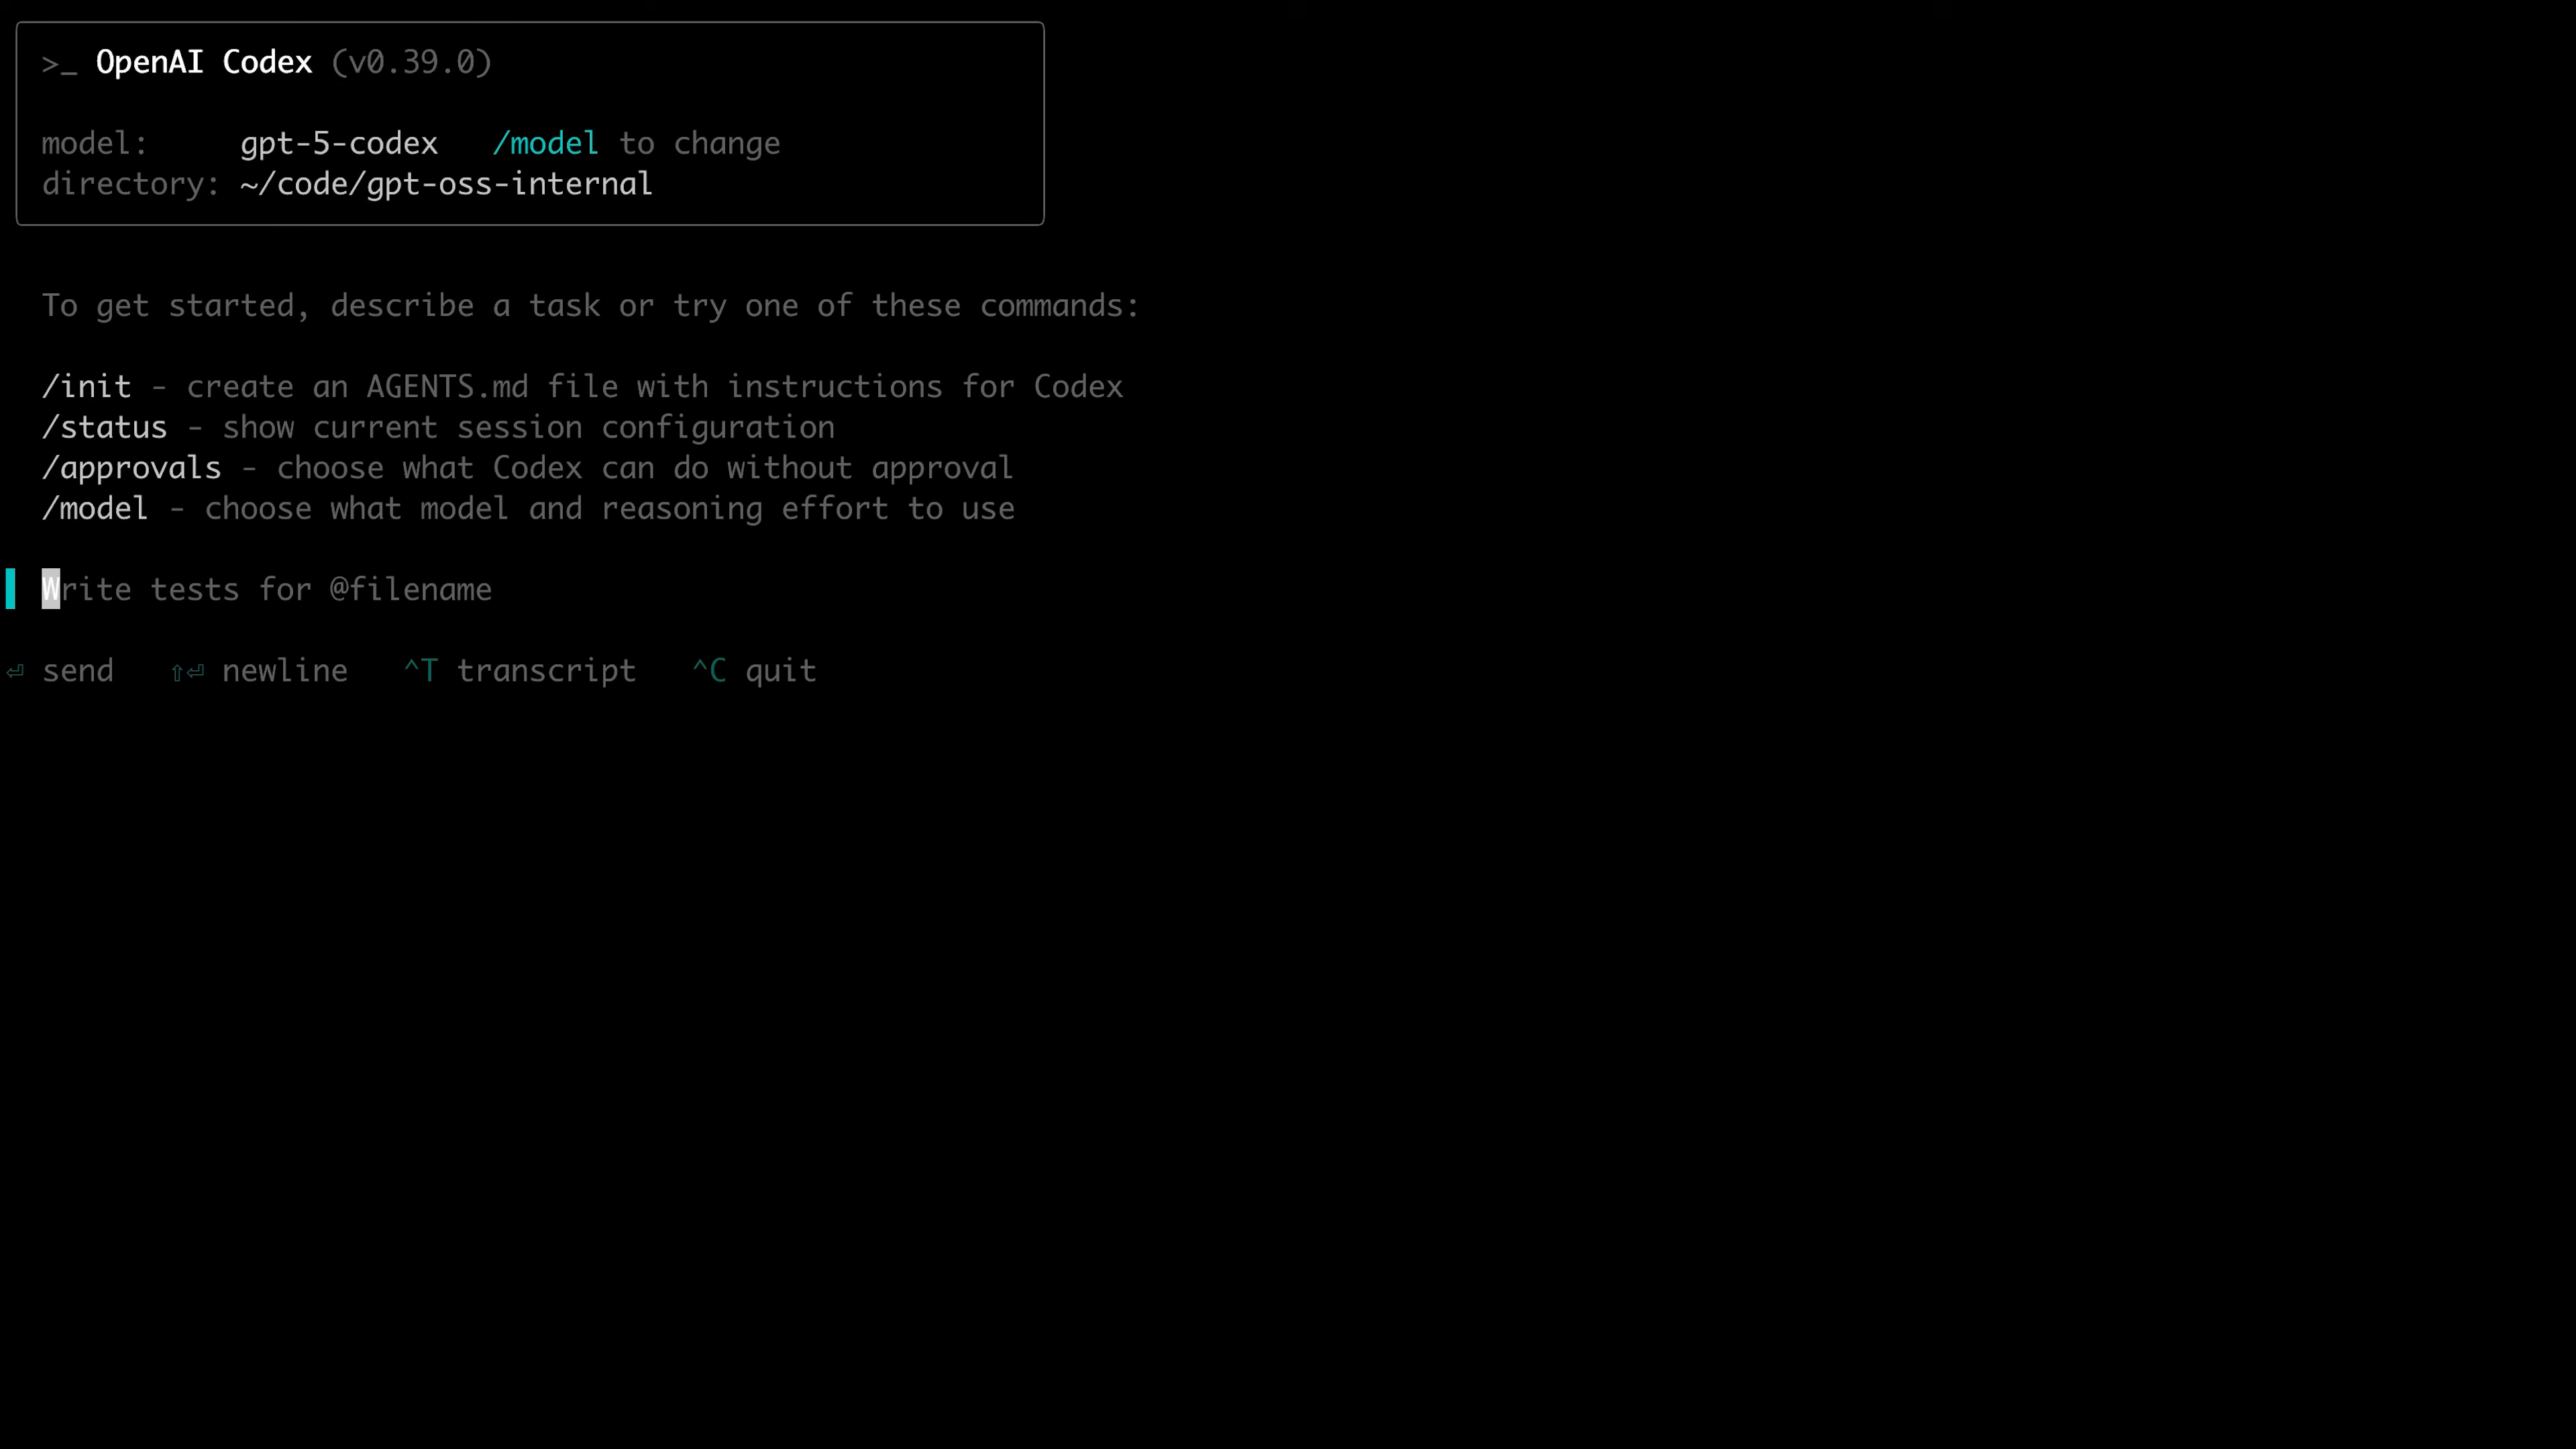 >_ OpenAI Codex (v0.39.0)
model:     gpt-5-codex   /model to change
directory: ~/code/gpt-oss-internal
To get started, describe a task or try one of these commands:
/init - create an AGENTS.md file with instructions for Codex
/status - show current session configuration
/approvals - choose what Codex can do without approval
/model - choose what model and reasoning effort to use
Write tests for @filename
⏎ send   ⇧⏎ newline   ^T transcript   ^C quit